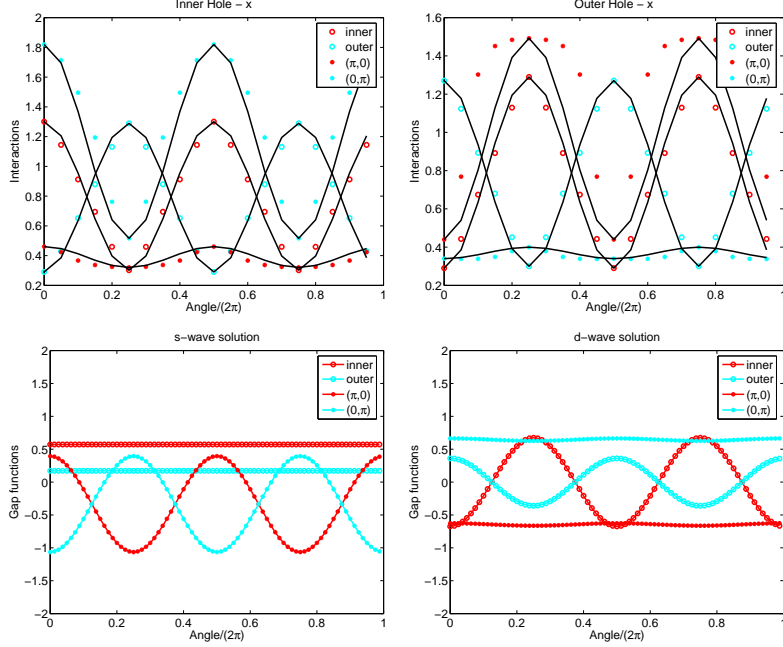 Inner Hole – x
2
1.8
1.6
1.4
1.2
1
0.8
0.6
0.4
0.2
Interactions
inner
outer
(π,0)
(0,π)
0 0.2 0.4 0.6 0.8 1
Angle/(2π)
Outer Hole – x
1.6
1.4
1.2
1
0.8
0.6
0.4
0.2
Interactions
inner
outer
(π,0)
(0,π)
0 0.2 0.4 0.6 0.8 1
Angle/(2π)
s−wave solution
2
1.5
1
0.5
0
−0.5
−1
−1.5
−2
Gap functions
inner
outer
(π,0)
(0,π)
0 0.2 0.4 0.6 0.8 1
Angle/(2π)
d−wave solution
2
1.5
1
0.5
0
−0.5
−1
−1.5
−2
Gap functions
inner
outer
(π,0)
(0,π)
0 0.2 0.4 0.6 0.8 1
Angle/(2π)